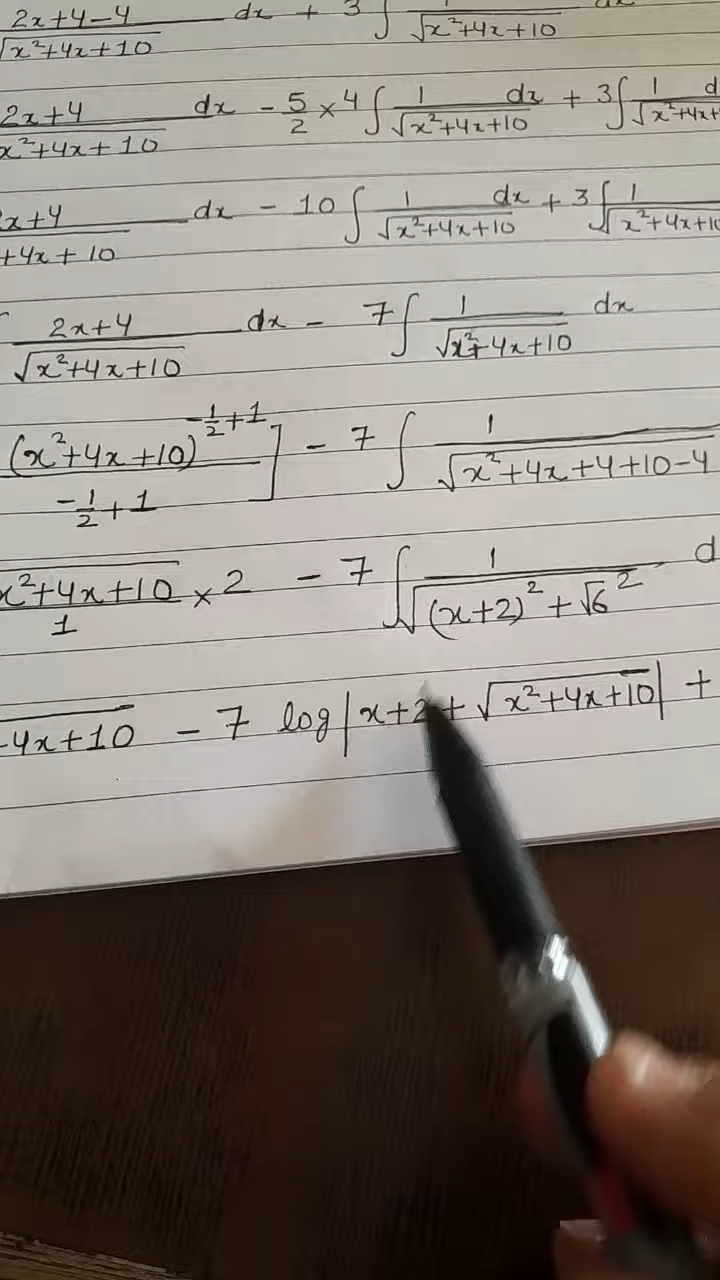 2x+4-4/√x²+4x+10 dx + 3∫1/√x²+4x+10 dx
2x+4/x²+4x+10 dx - 5/2 × 4∫1/√x²+4x+10 dx + 3∫1/√x²+4x+ d
x+4/+4x+10 dx - 10∫1/√x²+4x+10 dx + 3∫1/√x²+4x+10
2x+4/√x²+4x+10 dx - 7∫1/√x²+4x+10 dx
(x²+4x+10)^(-1/2+1)/(-1/2+1)] - 7∫1/√x²+4x+4+10-4
x²+4x+10/1 × 2 - 7∫1/√(x+2)²+√6² d
4x+10 - 7 log|x+2+√x²+4x+10| +